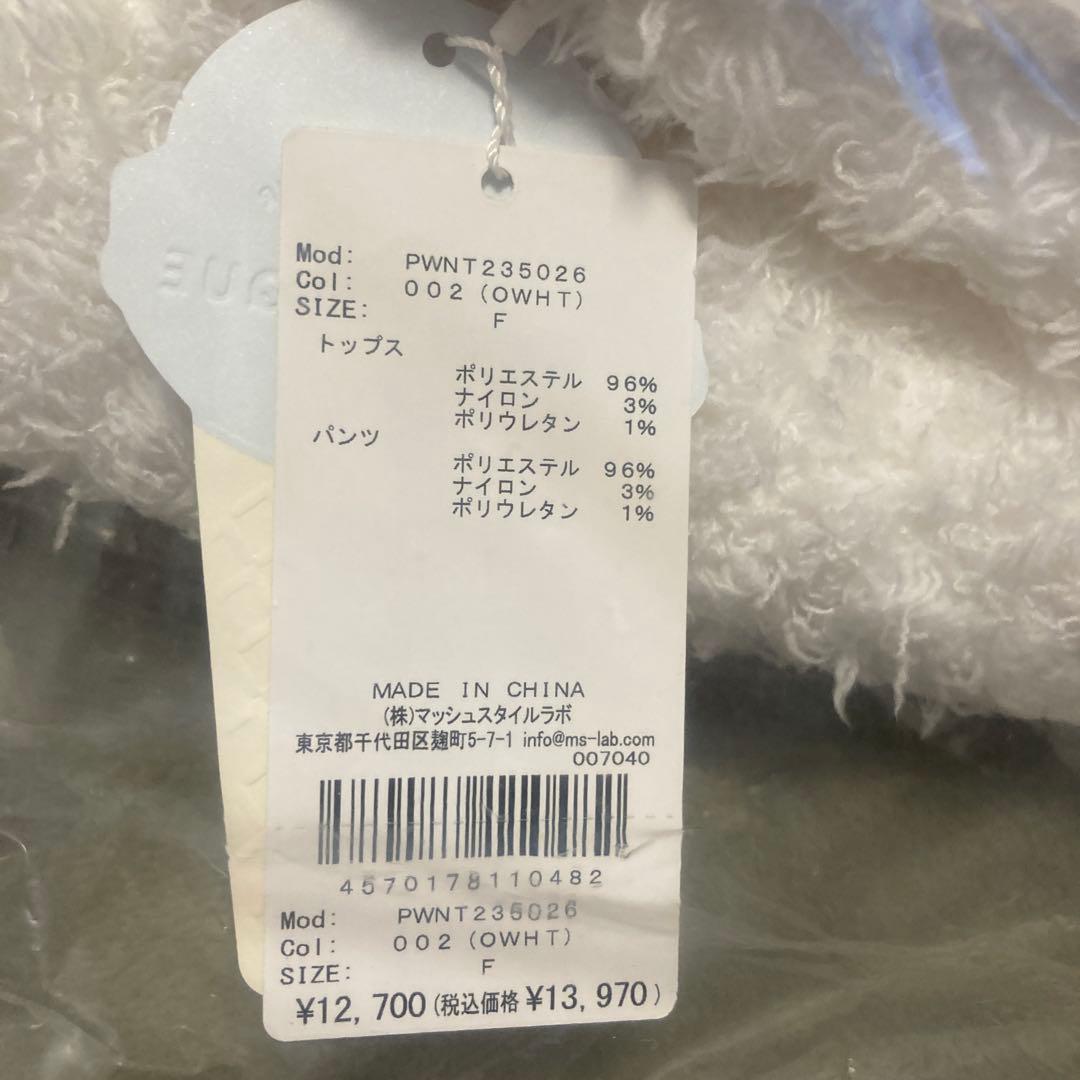 QUE
Mod: PWNT235026
Col: 002 (OWHT)
SIZE: F
トップス
ポリエステル 96%
ナイロン 3%
ポリウレタン 1%
パンツ
ポリエステル 96%
ナイロン 3%
ポリウレタン 1%
MADE IN CHINA
(株)マッシュスタイルラボ
東京都千代田区麹町5-7-1 info@ms-lab.com
007040
4570178110482
Mod: PWNT235026
Col: 002 (OWHT)
SIZE: F
¥12,700(税込価格 ¥13,970)